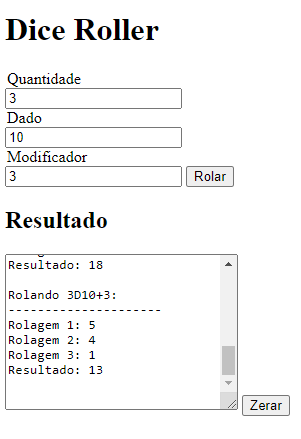 Dice Roller
Quantidade
3
Dado
10
Modificador
3 Rolar
Resultado
Resultado: 18
Rolando 3D10+3:
---------------------
Rolagem 1: 5
Rolagem 2: 4
Rolagem 3: 1
Resultado: 13
Zerar